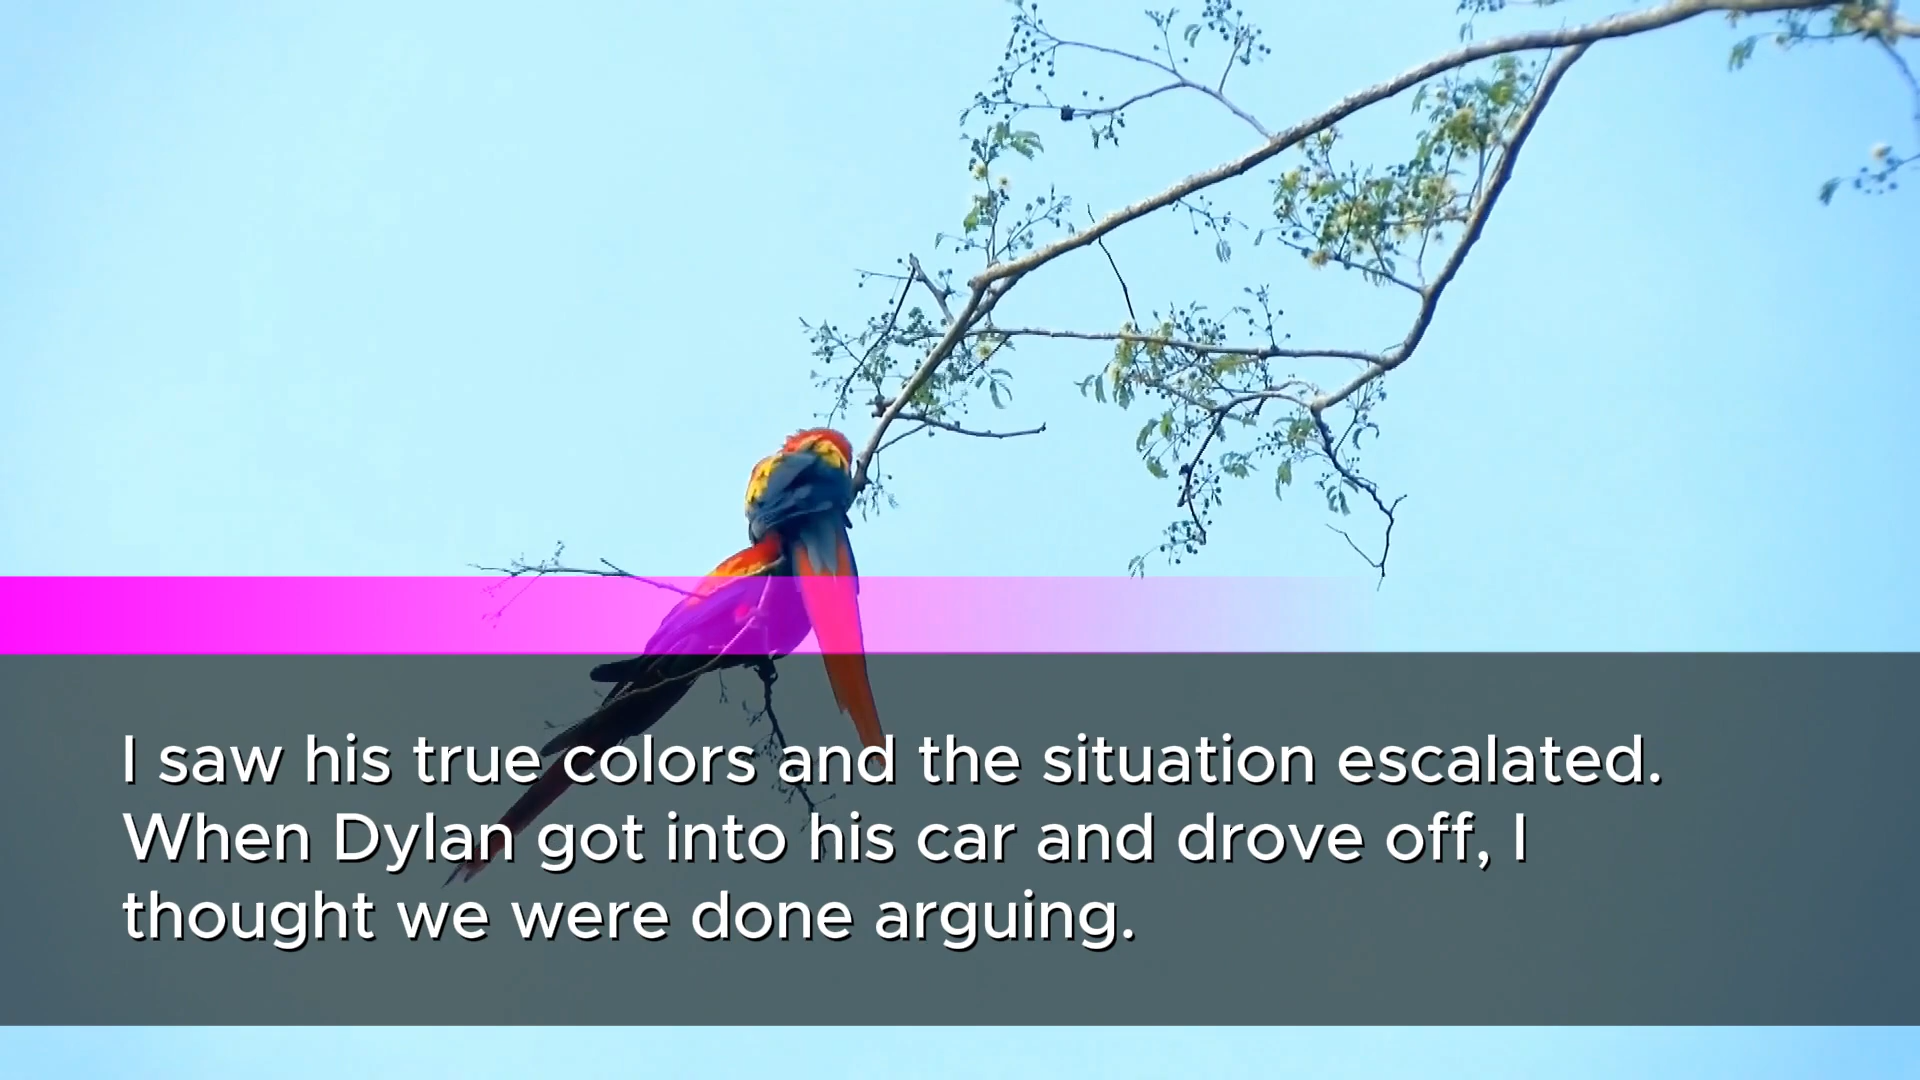 I saw his true colors and the situation escalated.
When Dylan got into his car and drove off, I
thought we were done arguing.